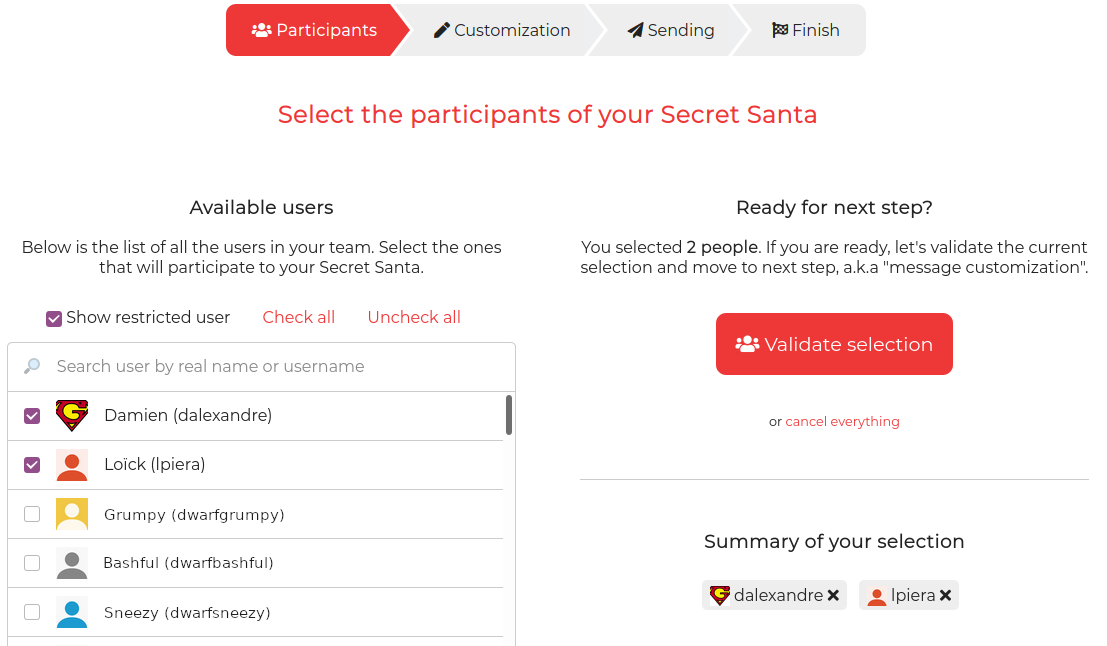 Participants
Customization
Sending
Finish
Select the participants of your Secret Santa
Available users
Below is the list of all the users in your team. Select the ones
that will participate to your Secret Santa.
Show restricted user
Check all
Uncheck all
Search user by real name or username
G
Damien (dalexandre)
Loïck (lpiera)
Grumpy (dwarfgrumpy)
Bashful (dwarfbashful)
Sneezy (dwarfsneezy)
Ready for next step?
You selected 2 people. If you are ready, let's validate the current
selection and move to next step, a.k.a "message customization".
Validate selection
or cancel everything
Summary of your selection
G
dalexandre
lpiera